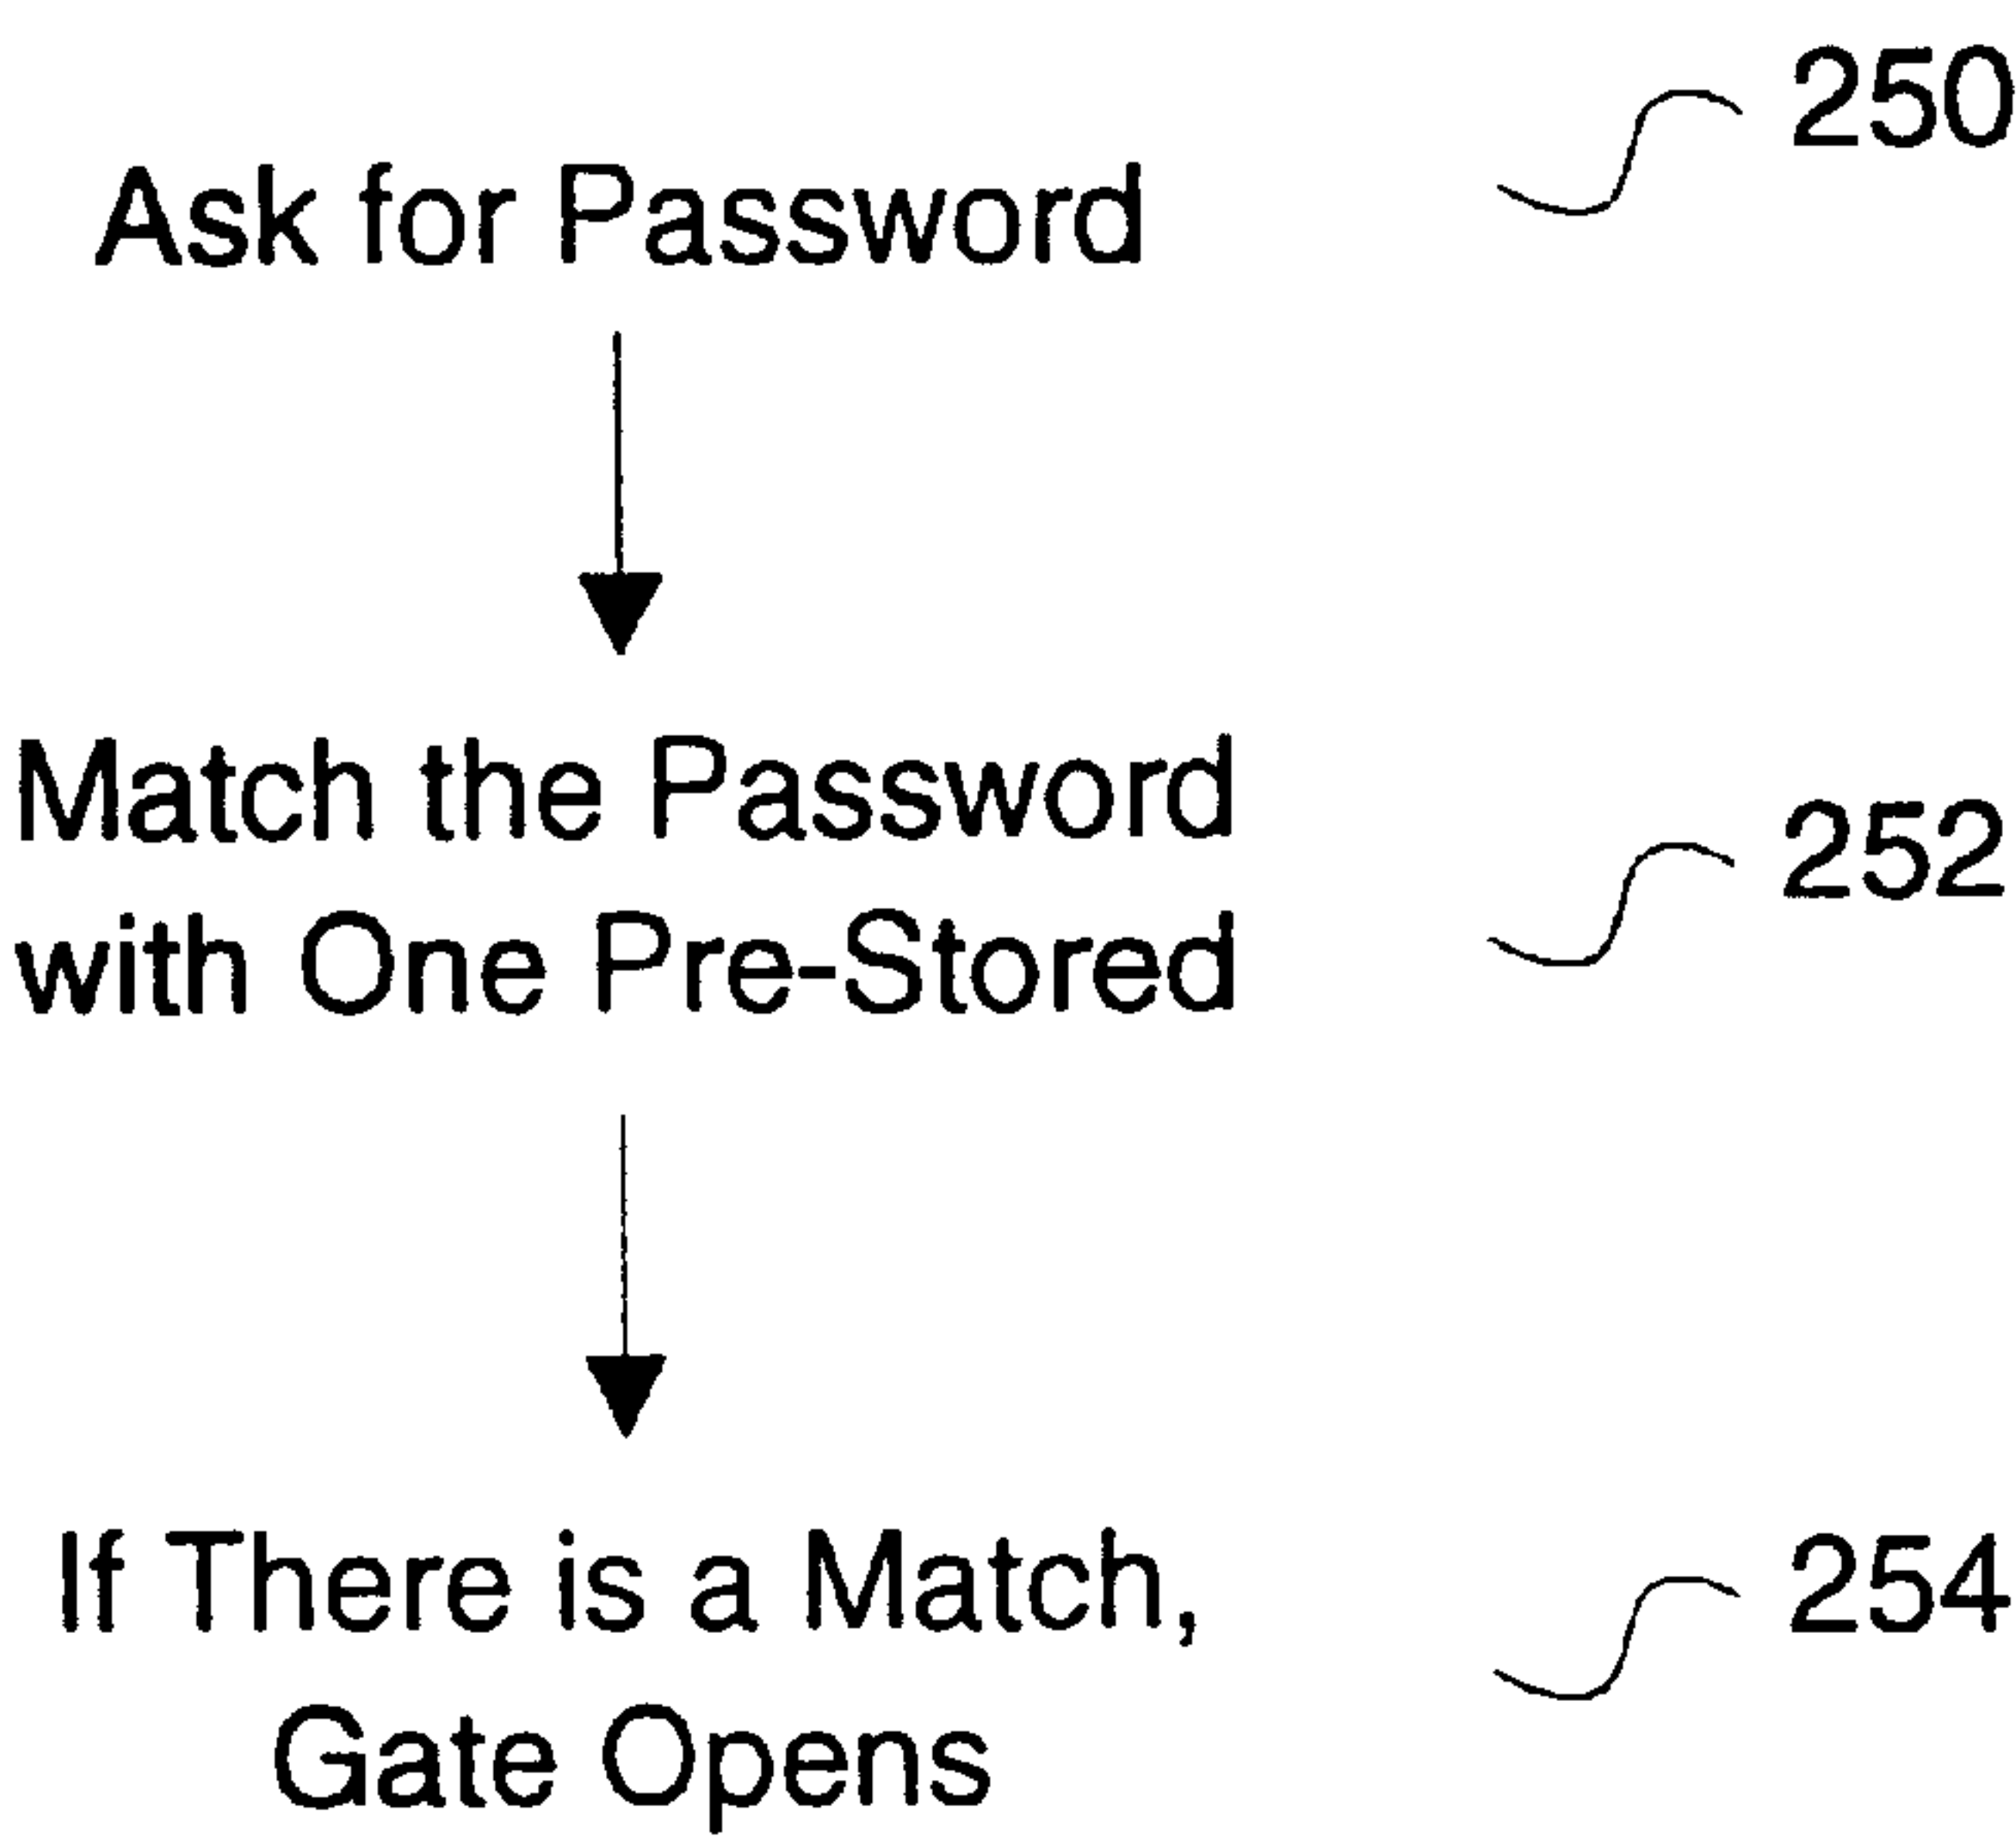 Ask for Password
250
Match the Password
with One Pre-Stored
252
If There is a Match,
Gate Opens
254